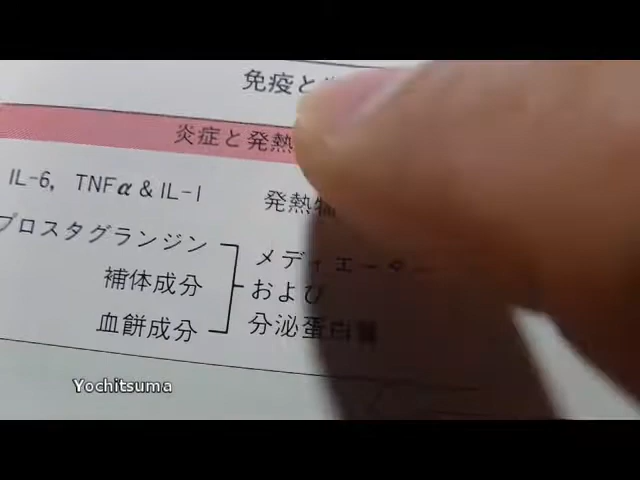 免疫と
炎症と発熱
IL-6, TNFα & IL-1
発熱物
プロスタグランジン
メディエーター
補体成分
および
血餅成分
分泌蛋白質
Yochitsuma